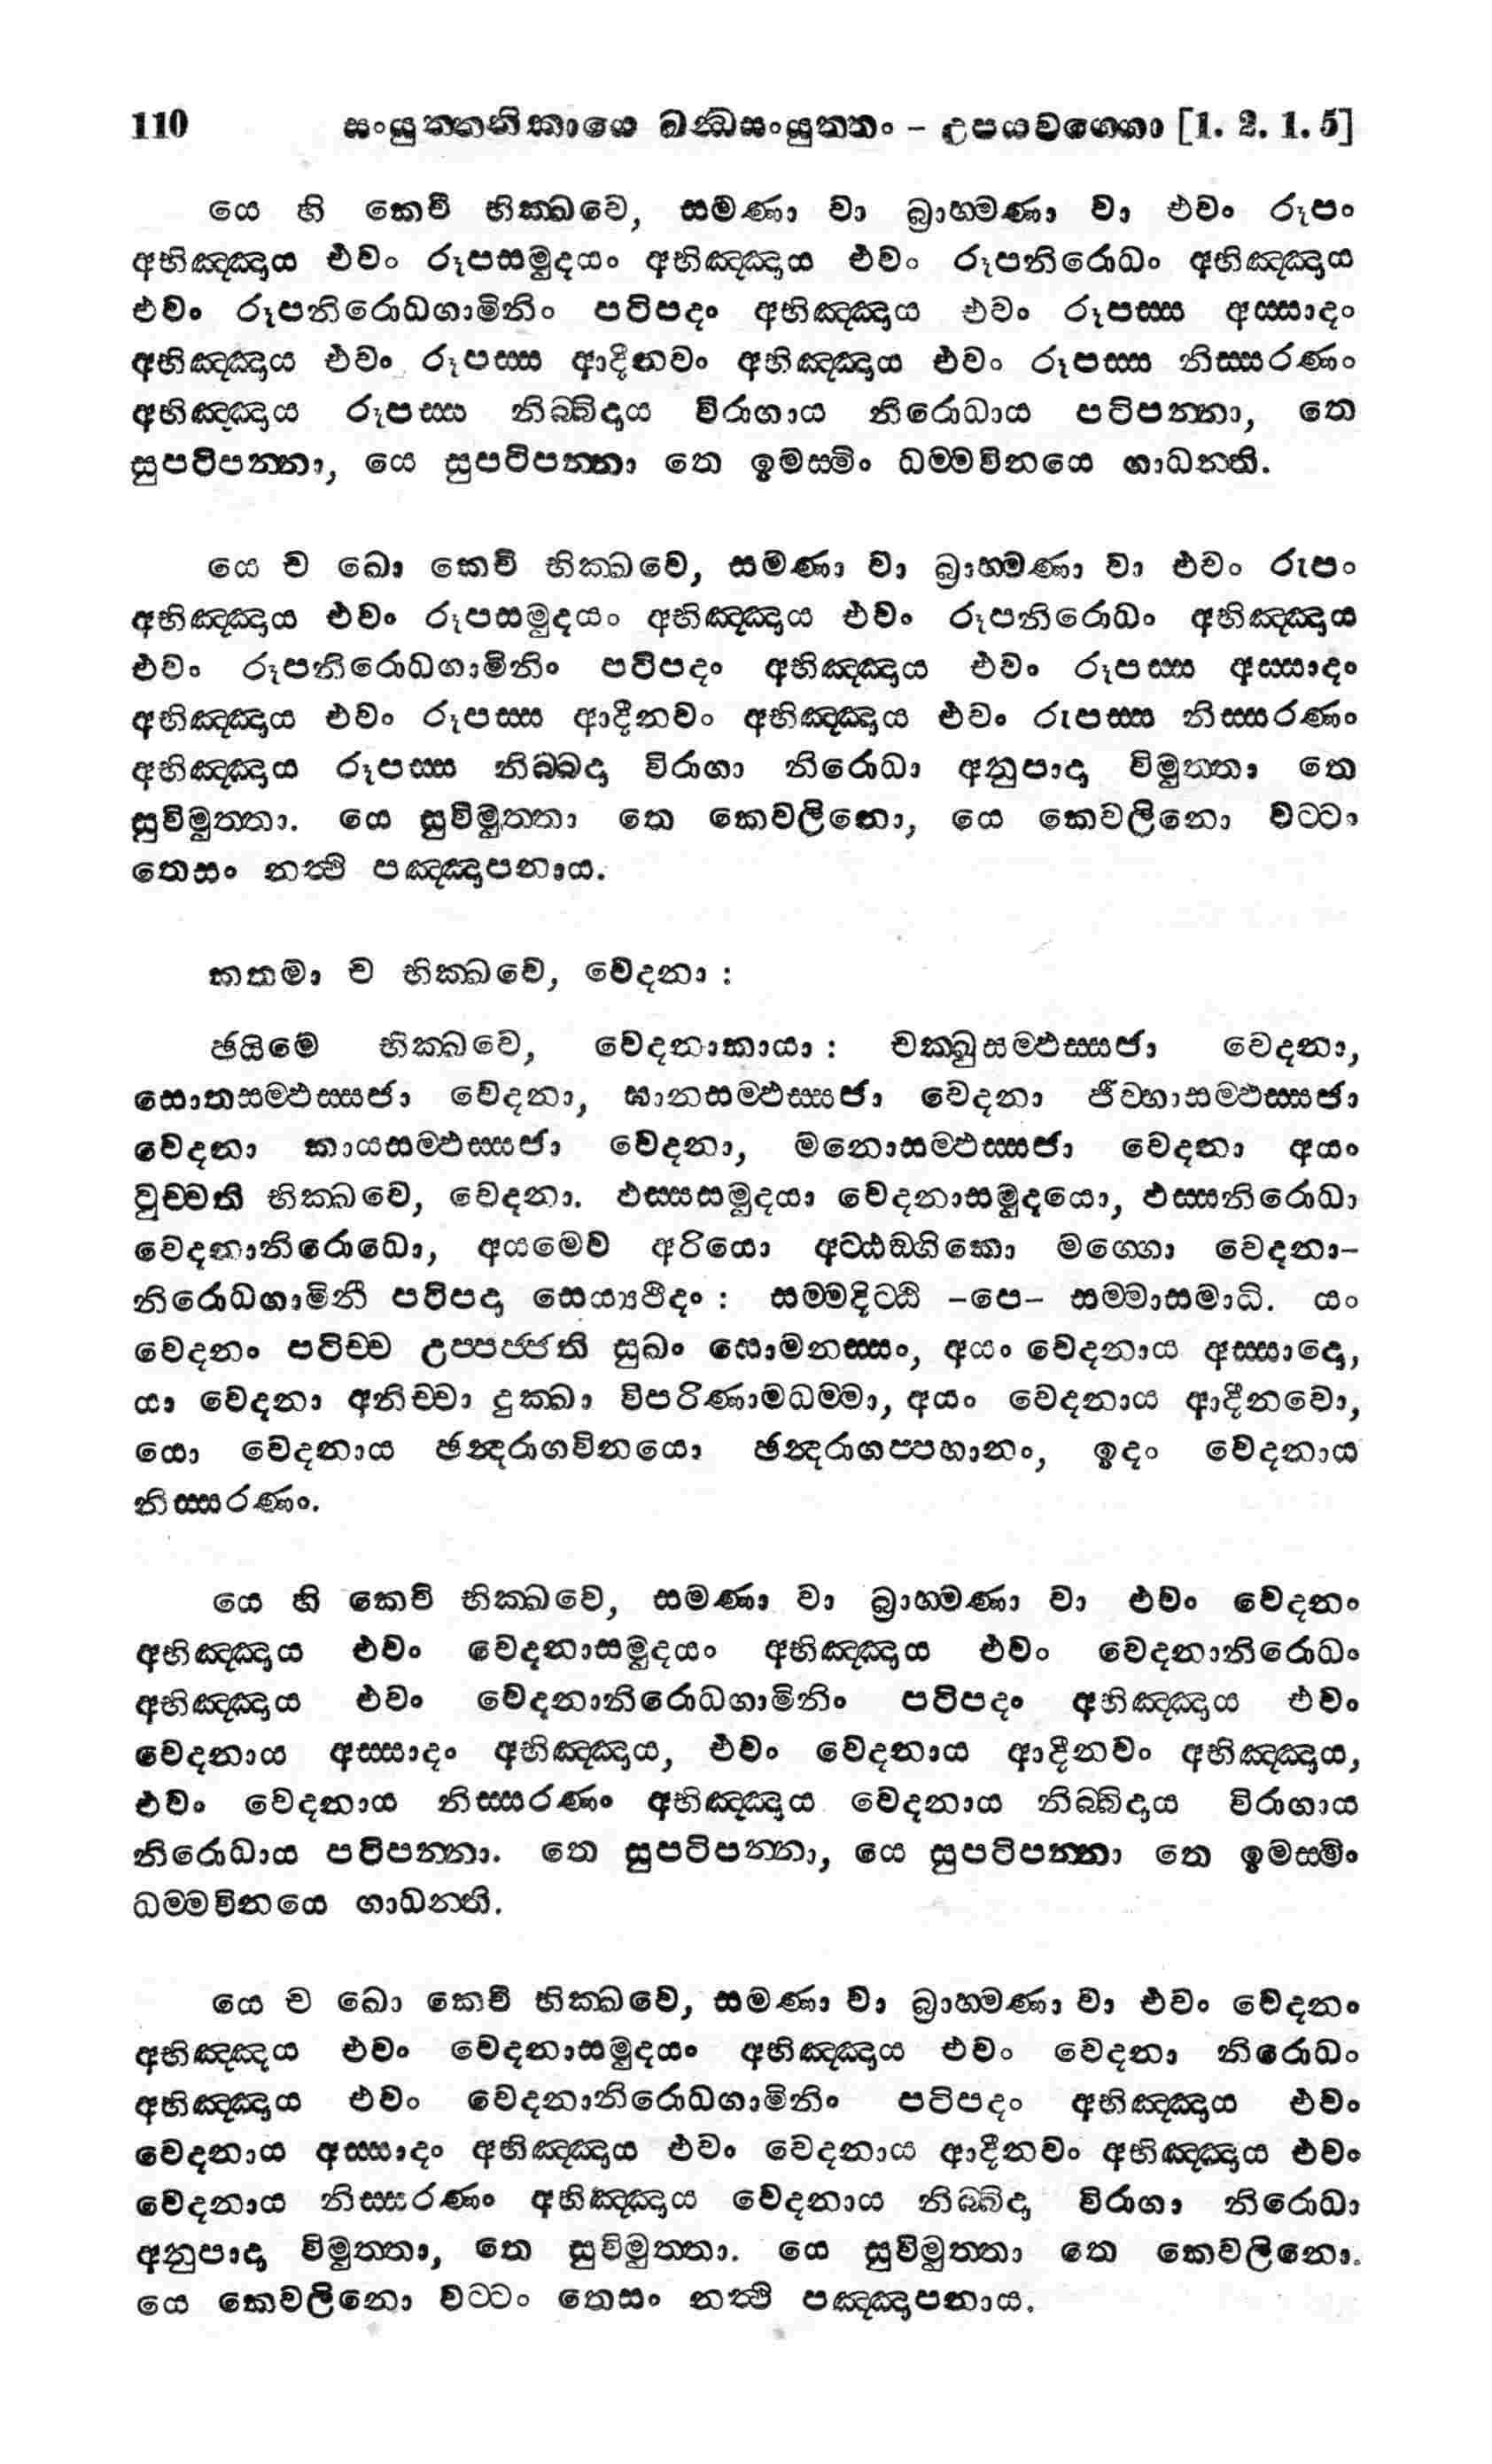 110 සංයුත්තනිකායෙ ඛන්ධසංයුත්තං - උපයවග්ගො [1. 2. 1. 5]
යෙ හි කෙචි භික්ඛවෙ, සමණා වා බ්‍රාහ්මණා වා එවං රූපං
අභිඤ්ඤාය එවං රූපසමුදයං අභිඤ්ඤාය එවං රූපනිරොධං අභිඤ්ඤාය
එවං රූපනිරොධගාමිනිං පටිපදං අභිඤ්ඤාය එවං රූපස්ස අස්සාදං
අභිඤ්ඤාය එවං රූපස්ස ආදීනවං අභිඤ්ඤාය එවං රූපස්ස නිස්සරණං
අභිඤ්ඤාය රූපස්ස නිබ්බිදාය විරාගාය නිරොධාය පටිපන්නා, තෙ
සුපටිපන්නා, යෙ සුපටිපන්නා තෙ ඉමස්මිං ධම්මවිනයෙ ගාධන්ති.
යෙ ච ඛො කෙචි භික්ඛවෙ, සමණා වා බ්‍රාහ්මණා වා එවං රූපං
අභිඤ්ඤාය එවං රූපසමුදයං අභිඤ්ඤාය එවං රූපනිරොධං අභිඤ්ඤාය
එවං රූපනිරොධගාමිනිං පටිපදං අභිඤ්ඤාය එවං රූපස්ස අස්සාදං
අභිඤ්ඤාය එවං රූපස්ස ආදීනවං අභිඤ්ඤාය එවං රූපස්ස නිස්සරණං
අභිඤ්ඤාය රූපස්ස නිබ්බදා විරාගා නිරොධා අනුපාදා විමුත්තා තෙ
සුවිමුත්තා. යෙ සුවිමුත්තා තෙ කෙවලිනො, යෙ කෙවලිනො වට්ටා
තෙසං නත්ථි පඤ්ඤාපනාය.
කතමා ච භික්ඛවෙ, වෙදනා :
ඡයිමෙ භික්ඛවෙ, වෙදනාකායා : චක්ඛුසම්ඵස්සජා වෙදනා,
සොතසම්ඵස්සජා වෙදනා, ඝානසම්ඵස්සජා වෙදනා ජිව්හාසම්ඵස්සජා
වෙදනා කායසම්ඵස්සජා වෙදනා, මනොසම්ඵස්සජා වෙදනා අයං
වුච්චති භික්ඛවෙ, වෙදනා. ඵස්සසමුදයා වෙදනාසමුදයො, ඵස්සනිරොධා
වෙදනානිරොධො, අයමෙව අරියො අට්ඨඞ්ගිකො මග්ගො වෙදනා-
නිරොධගාමිනී පටිපදා සෙය්‍යථිදං : සම්මදිට්ඨි -පෙ- සම්මාසමාධි. යං
වෙදනං පටිච්ච උප්පජ්ජති සුඛං සොමනස්සං, අයං වෙදනාය අස්සාදො,
යා වෙදනා අනිච්චා දුක්ඛා විපරිණාමධම්මා, අයං වෙදනාය ආදීනවො,
යො වෙදනාය ඡන්දරාගවිනයො ඡන්දරාගප්පහානං, ඉදං වෙදනාය
නිස්සරණං.
යෙ හි කෙචි භික්ඛවෙ, සමණා වා බ්‍රාහ්මණා වා එවං වෙදනං
අභිඤ්ඤාය එවං වෙදනාසමුදයං අභිඤ්ඤාය එවං වෙදනානිරොධං
අභිඤ්ඤාය එවං වෙදනානිරොධගාමිනිං පටිපදං අභිඤ්ඤාය එවං
වෙදනාය අස්සාදං අභිඤ්ඤාය, එවං වෙදනාය ආදීනවං අභිඤ්ඤාය,
එවං වෙදනාය නිස්සරණං අභිඤ්ඤාය වෙදනාය නිබ්බිදාය විරාගාය
නිරොධාය පටිපන්නා. තෙ සුපටිපන්නා, යෙ සුපටිපන්නා තෙ ඉමස්මිං
ධම්මවිනයෙ ගාධන්ති.
යෙ ච ඛො කෙචි භික්ඛවෙ, සමණා වා බ්‍රාහ්මණා වා එවං වෙදනං
අභිඤ්ඤය එවං වෙදනාසමුදයං අභිඤ්ඤාය එවං වෙදනා නිරොධං
අභිඤ්ඤාය එවං වෙදනානිරොධගාමිනිං පටිපදං අභිඤ්ඤාය එවං
වෙදනාය අස්සාදං අභිඤ්ඤාය එවං වෙදනාය ආදීනවං අභිඤ්ඤාය එවං
වෙදනාය නිස්සරණං අභිඤ්ඤාය වෙදනාය නිබ්බිදා විරාගා නිරොධා
අනුපාදා විමුත්තා, තෙ සුවිමුත්තා. යෙ සුවිමුත්තා තෙ කෙවලිනො.
යෙ කෙවලිනො වට්ටං තෙසං නත්ථි පඤ්ඤාපනාය.